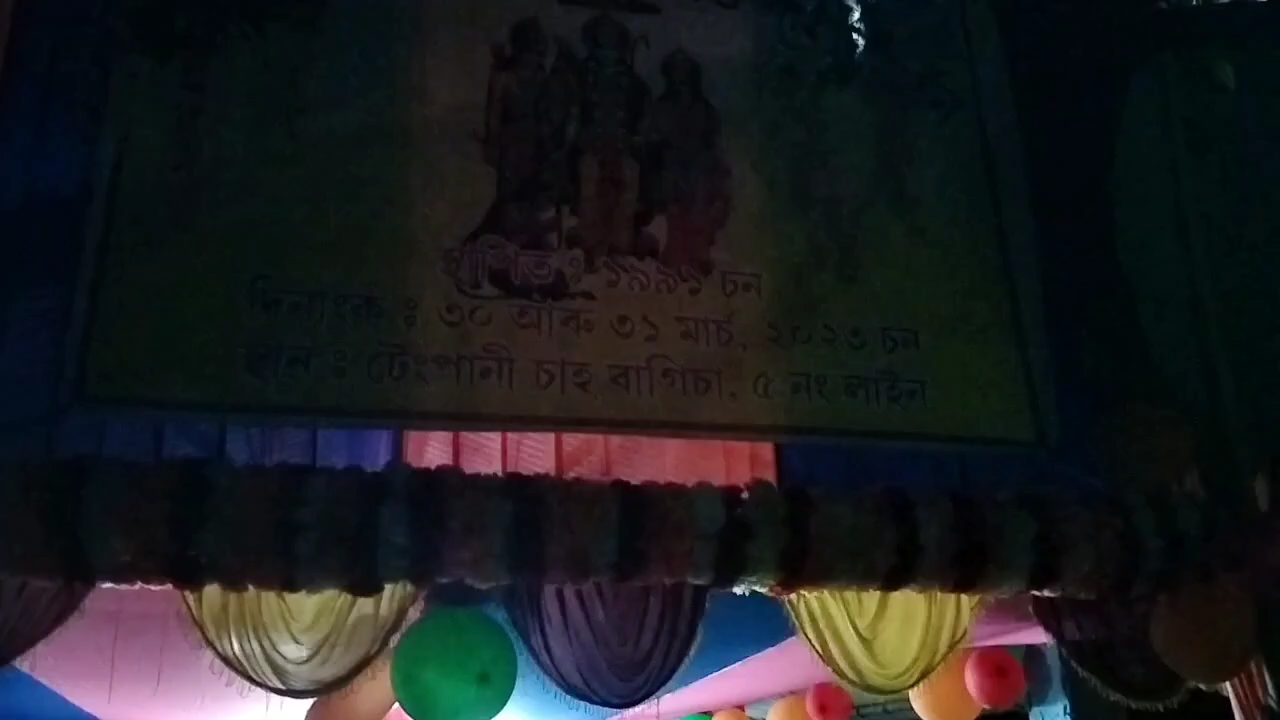 স্থাপিত ঃ ১৯৯৭ চন
দিনাংক ঃ ৩০ আৰু ৩১ মাৰ্চ, ২০২৩ চন
স্থান ঃ টেংপানী চাহ বাগিচা, ৫ নং লাইন